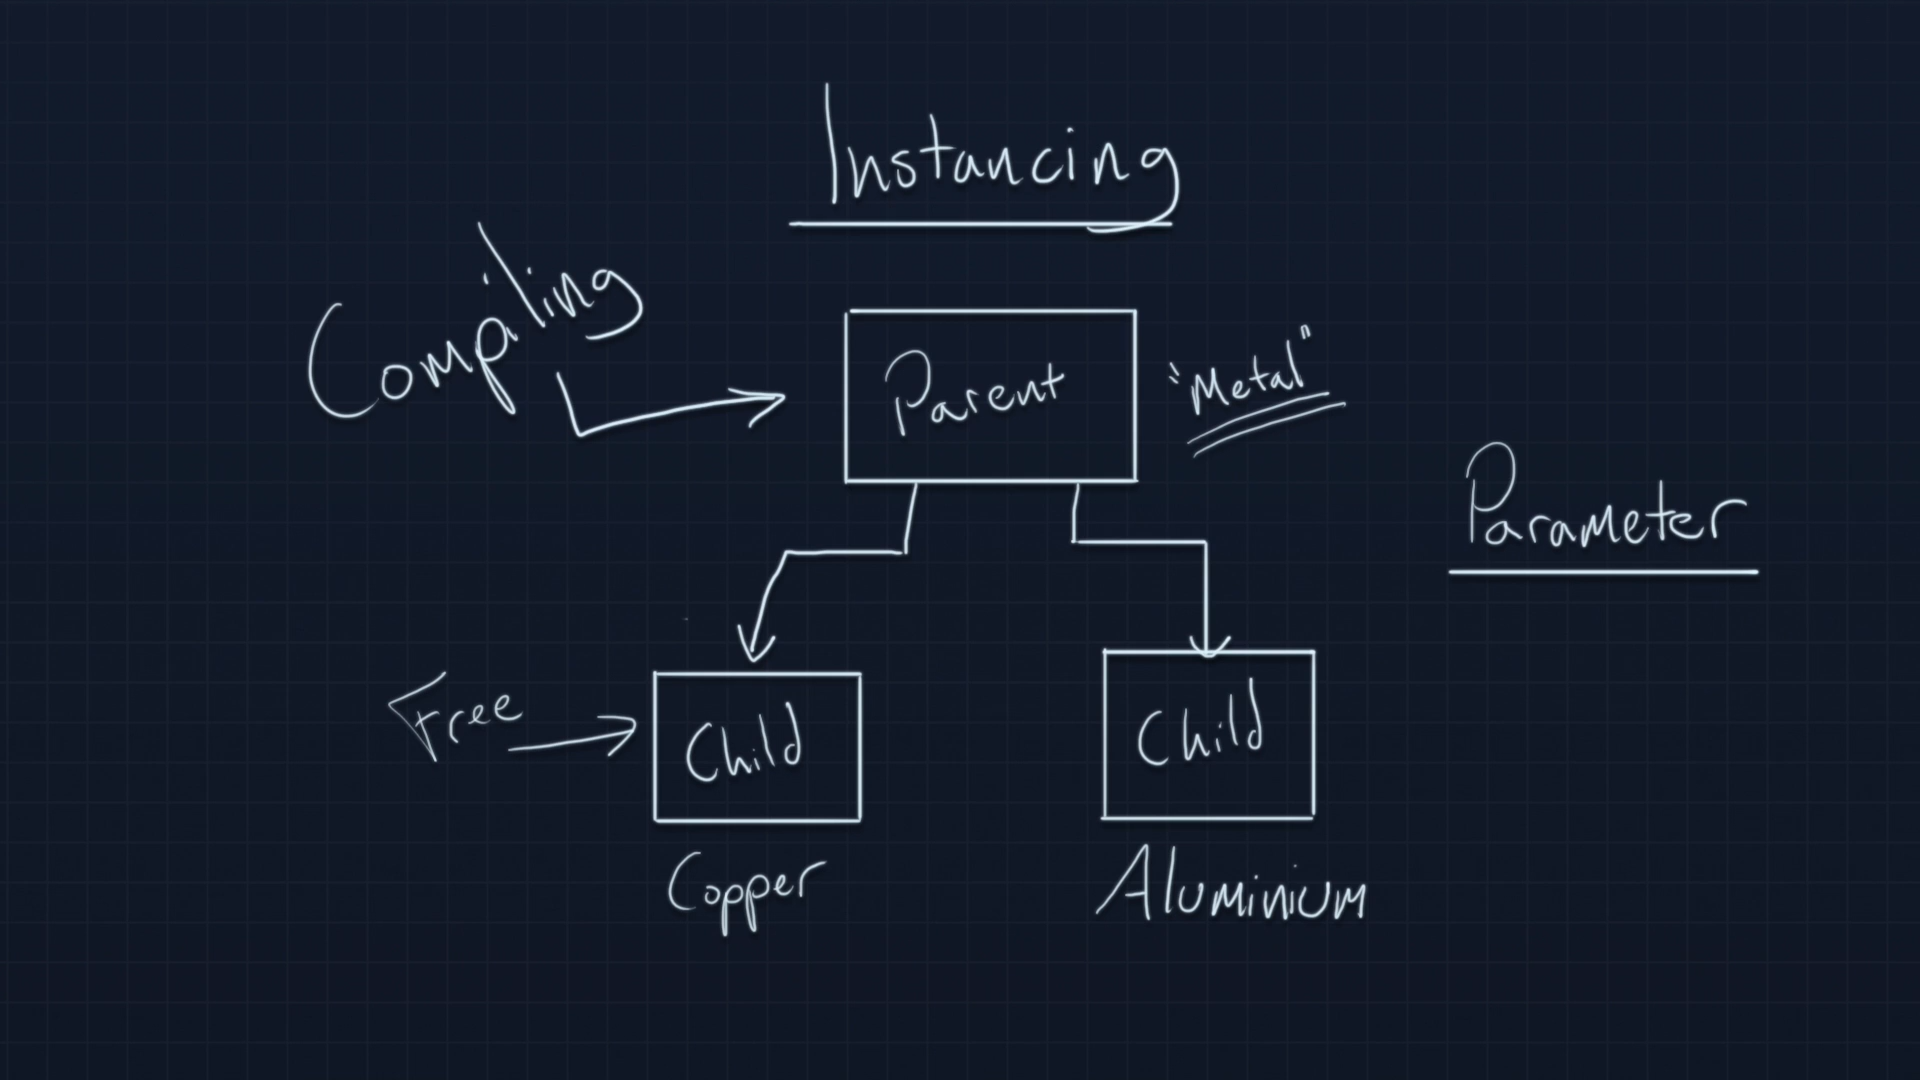 Instancing
Compiling
Parent
"Metal"
Parameter
Free
Child
Child
Copper
Aluminium